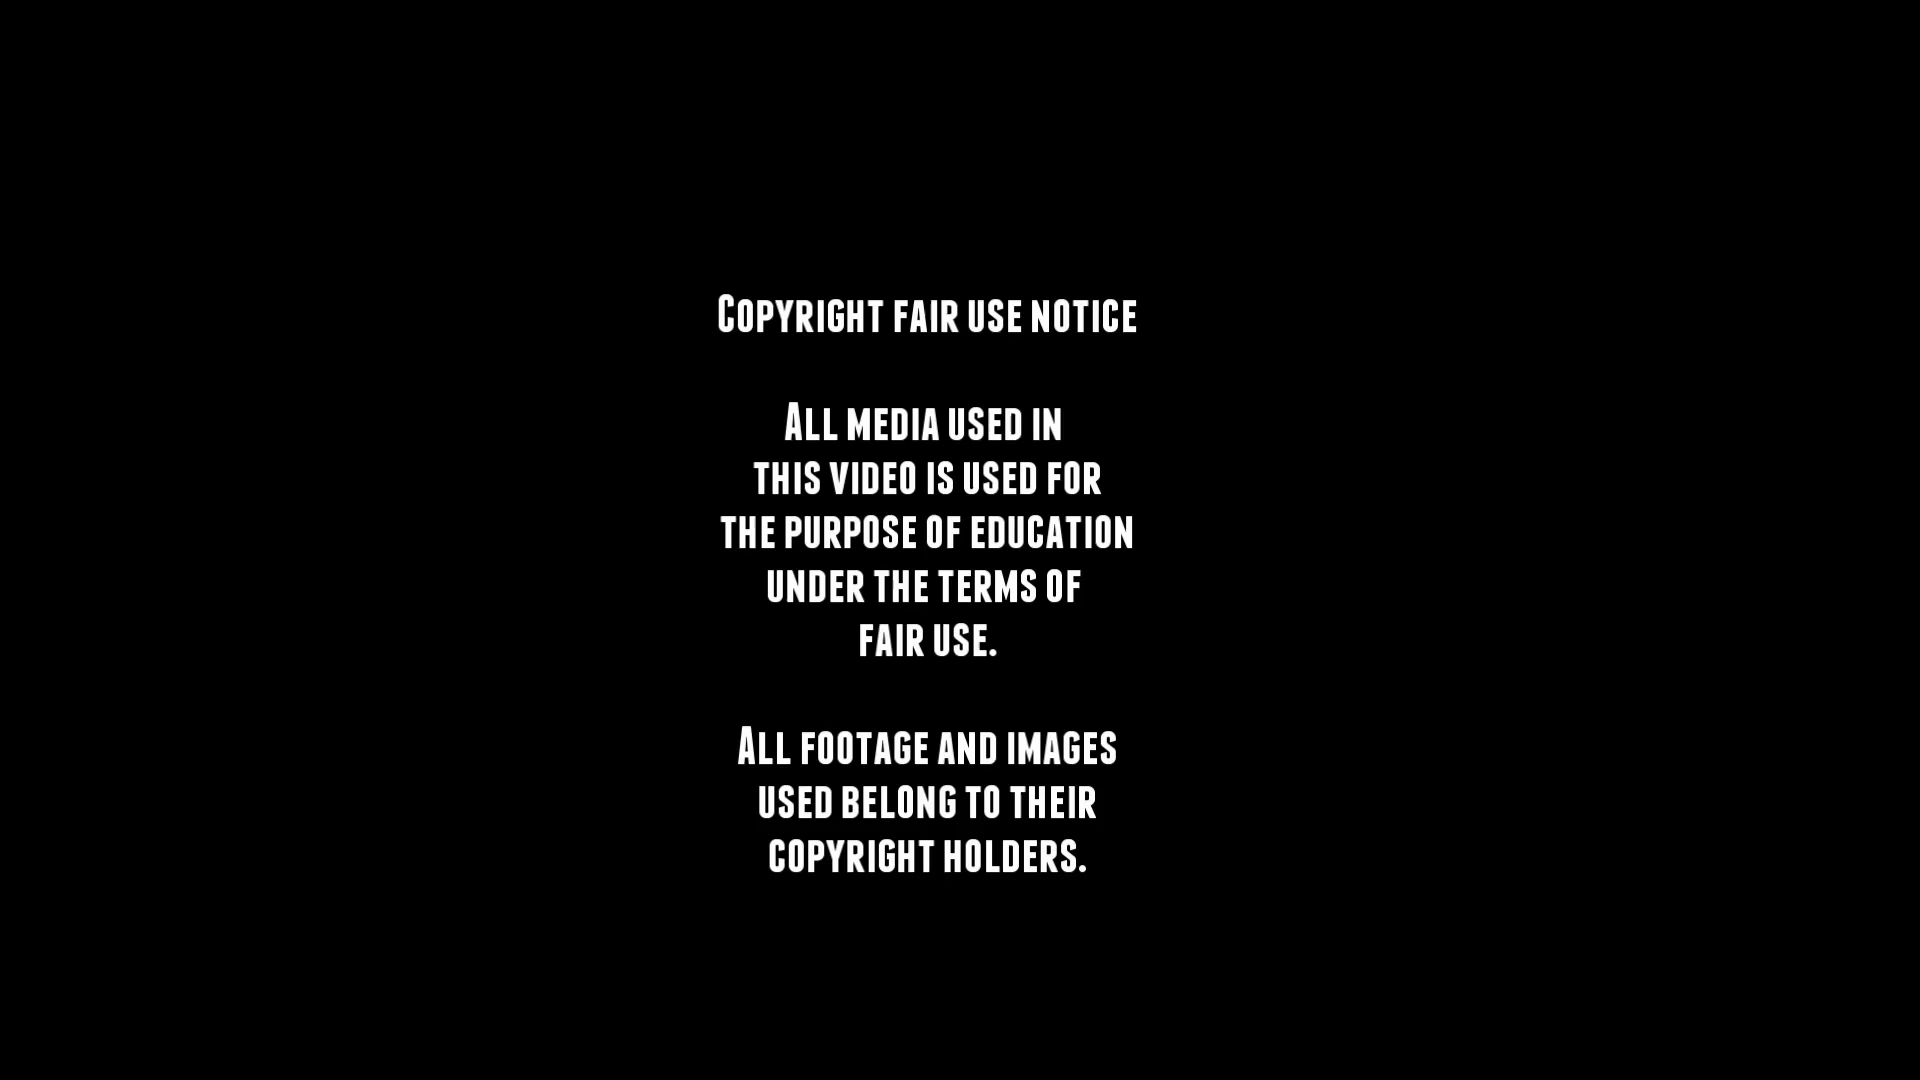 Copyright fair use notice
All media used in
this video is used for
the purpose of education
under the terms of
fair use.
All footage and images
used belong to their
copyright holders.